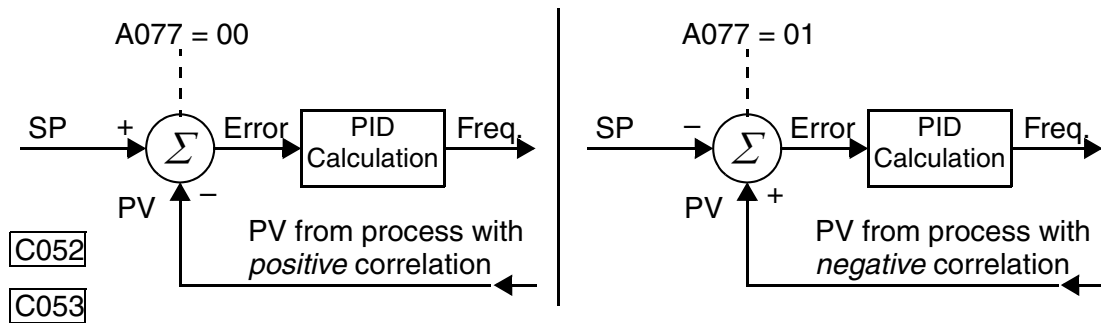 A077 = 00
SP
+
Σ
Error
PID
Calculation
Freq.
PV
–
PV from process with
positive correlation
C052
C053
A077 = 01
SP
–
Σ
Error
PID
Calculation
Freq.
PV
+
PV from process with
negative correlation